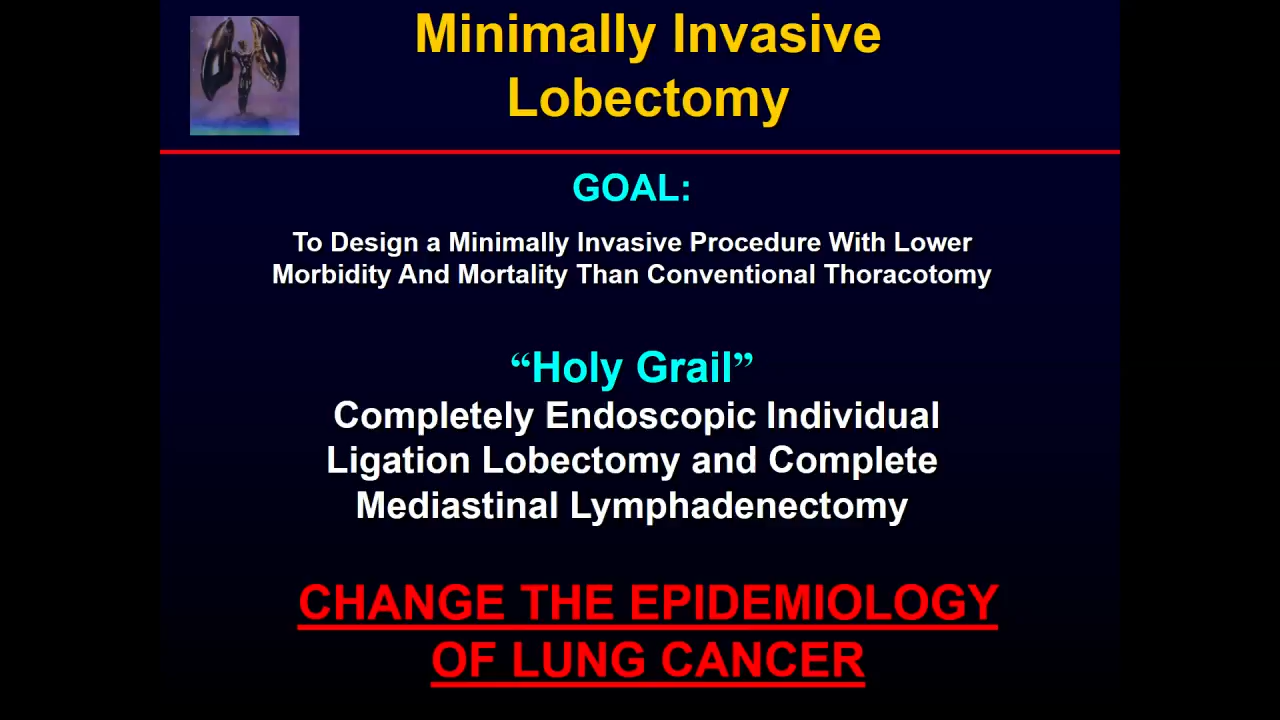 Minimally Invasive
Lobectomy
GOAL:
To Design a Minimally Invasive Procedure With Lower
Morbidity And Mortality Than Conventional Thoracotomy
“Holy Grail”
Completely Endoscopic Individual
Ligation Lobectomy and Complete
Mediastinal Lymphadenectomy
CHANGE THE EPIDEMIOLOGY
OF LUNG CANCER